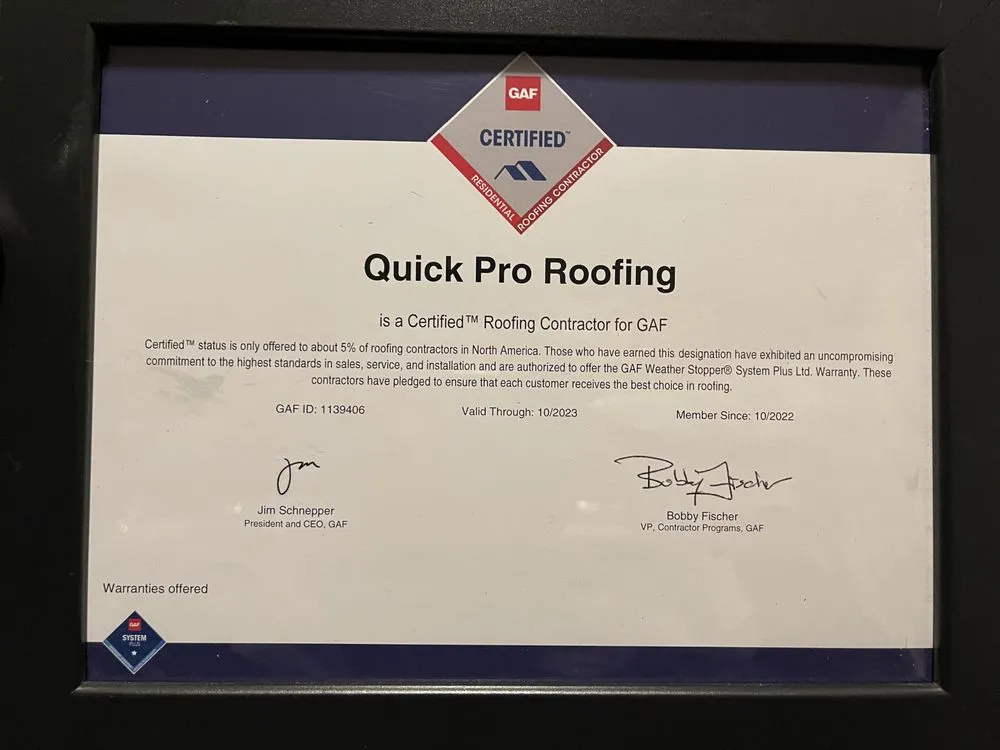 GAF
CERTIFIED™
RESIDENTIAL ROOFING CONTRACTOR
Quick Pro Roofing
is a Certified™ Roofing Contractor for GAF
Certified™ status is only offered to about 5% of roofing contractors in North America. Those who have earned this designation have exhibited an uncompromising
commitment to the highest standards in sales, service, and installation and are authorized to offer the GAF Weather Stopper® System Plus Ltd. Warranty. These
contractors have pledged to ensure that each customer receives the best choice in roofing.
GAF ID: 1139406 Valid Through: 10/2023 Member Since: 10/2022
Jim Bobby Fischer
Jim Schnepper Bobby Fischer
President and CEO, GAF VP, Contractor Programs, GAF
Warranties offered
GAF
SYSTEM
PLUS